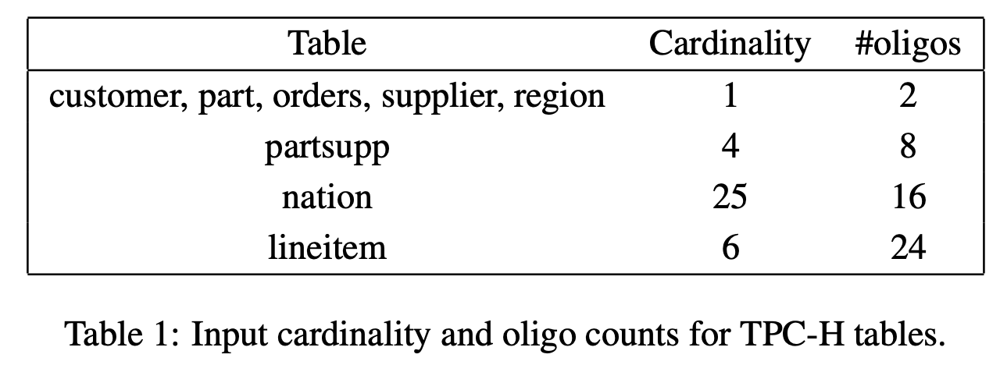 Table Cardinality #oligos
customer, part, orders, supplier, region 1 2
partsupp 4 8
nation 25 16
lineitem 6 24
Table 1: Input cardinality and oligo counts for TPC-H tables.